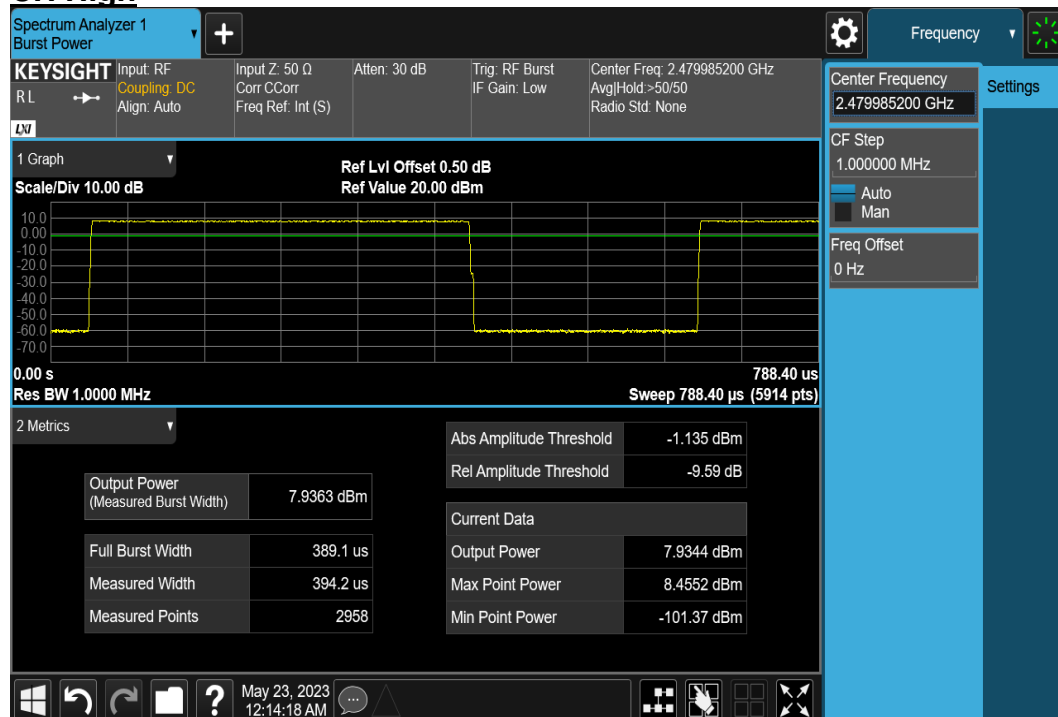 Spectrum Analyzer 1
Burst Power
+
Frequency
KEYSIGHT
RL
LXI
Input: RF
Coupling: DC
Align: Auto
Input Z: 50 Ω
Corr CCorr
Freq Ref: Int (S)
Atten: 30 dB
Trig: RF Burst
IF Gain: Low
Center Freq: 2.479985200 GHz
Avg|Hold:>50/50
Radio Std: None
Center Frequency
2.479985200 GHz
Settings
CF Step
1.000000 MHz
Auto
Man
Freq Offset
0 Hz
1 Graph
Scale/Div 10.00 dB
Ref Lvl Offset 0.50 dB
Ref Value 20.00 dBm
10.0
0.00
-10.0
-20.0
-30.0
-40.0
-50.0
-60.0
-70.0
0.00 s
788.40 us
Res BW 1.0000 MHz
Sweep 788.40 µs (5914 pts)
2 Metrics
Output Power
(Measured Burst Width)
7.9363 dBm
Full Burst Width 389.1 us
Measured Width 394.2 us
Measured Points 2958
Abs Amplitude Threshold -1.135 dBm
Rel Amplitude Threshold -9.59 dB
Current Data
Output Power 7.9344 dBm
Max Point Power 8.4552 dBm
Min Point Power -101.37 dBm
?
May 23, 2023
12:14:18 AM